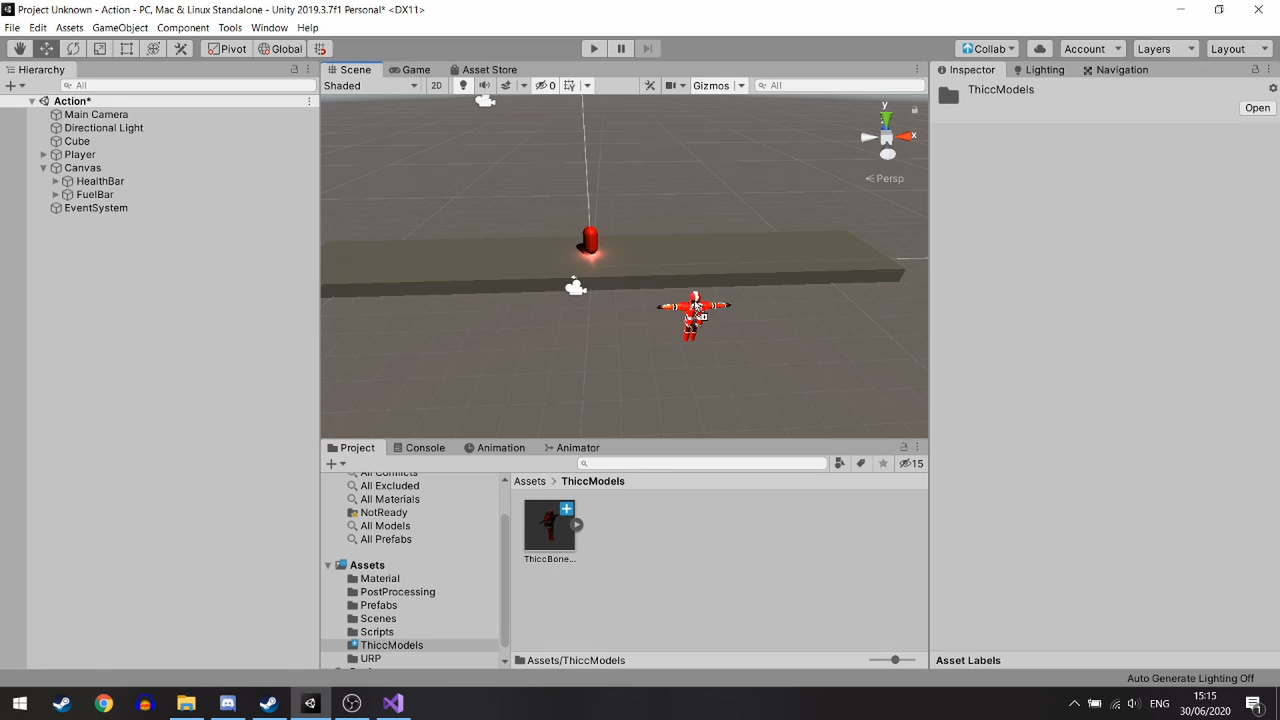 Project Unknown - Action - PC, Mac & Linux Standalone - Unity 2019.3.7f1 Personal* <DX11>
File Edit Assets GameObject Component Tools Window Help
Pivot Global Collab Account Layers Layout
Hierarchy Scene Game Asset Store Inspector Lighting Navigation
All Shaded 2D 0 Gizmos All ThiccModels
Action* Open
Main Camera
Directional Light
Cube
Player
Canvas
HealthBar
FuelBar
EventSystem
y
x
Persp
Project Console Animation Animator
15
All Conflicts
All Excluded
All Materials
NotReady
All Models
All Prefabs
Assets
Material
PostProcessing
Prefabs
Scenes
Scripts
ThiccModels
URP
Assets > ThiccModels
ThiccBone...
Assets/ThiccModels
Asset Labels
Auto Generate Lighting Off
ENG
15:15
30/06/2020
1